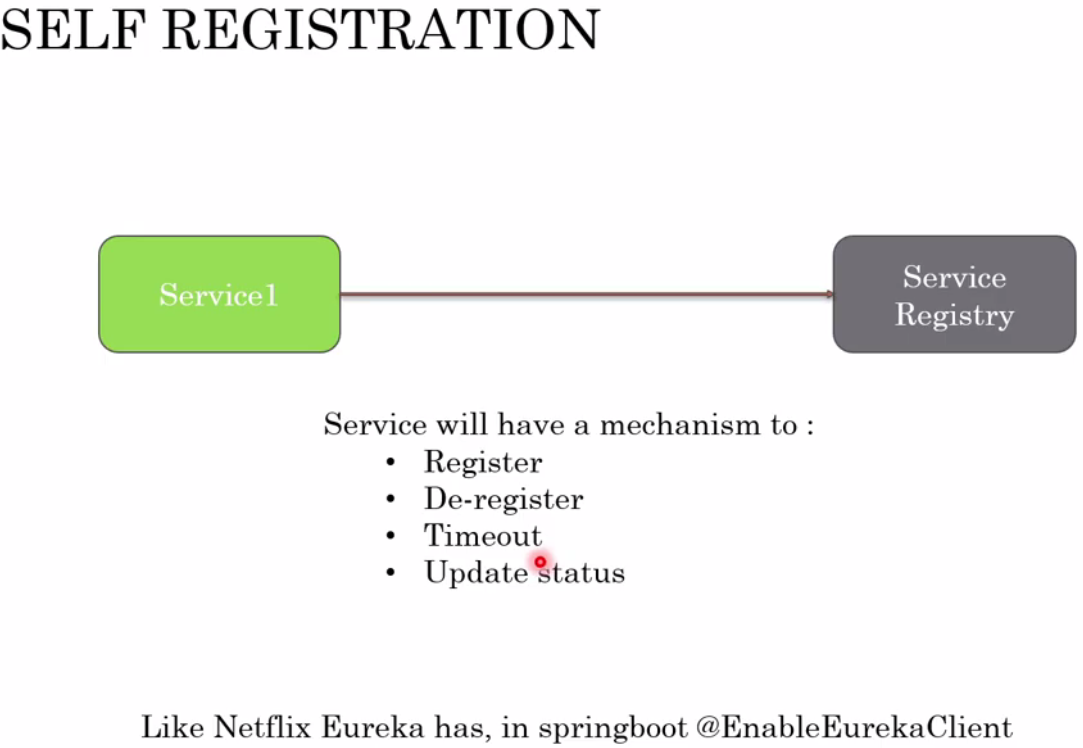 SELF REGISTRATION
Service1
Service
Registry
Service will have a mechanism to :
• Register
• De-register
• Timeout
• Update status
Like Netflix Eureka has, in springboot @EnableEurekaClient